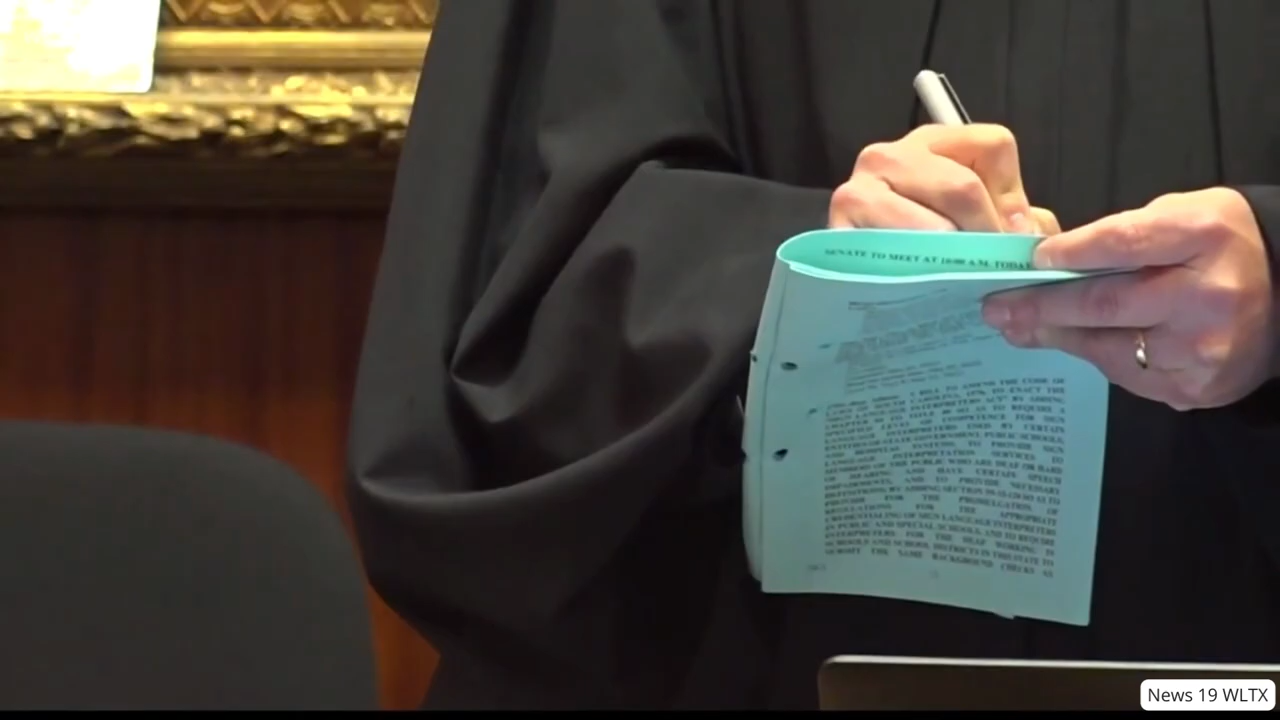 SENATE TO MEET AT 10:00 A.M. TODAY
A BILL TO AMEND THE CODE OF
LAWS OF SOUTH CAROLINA, 1976, TO ENACT THE
"SIGN LANGUAGE INTERPRETERS ACT" BY ADDING
CHAPTER TO TITLE 40 SO AS TO REQUIRE A
SPECIFIED LEVEL OF COMPETENCE FOR SIGN
LANGUAGE INTERPRETERS USED BY CERTAIN
ENTITIES OF STATE GOVERNMENT, PUBLIC SCHOOLS,
AND HOSPITAL SYSTEMS TO PROVIDE SIGN
LANGUAGE INTERPRETATION SERVICES TO
MEMBERS OF THE PUBLIC WHO ARE DEAF OR HARD
OF HEARING AND HAVE CERTAIN SPEECH
IMPAIRMENTS, AND TO PROVIDE NECESSARY
DEFINITIONS; BY ADDING SECTION SO AS TO
PROVIDE FOR THE PROMULGATION OF
REGULATIONS FOR THE APPROPRIATE
CREDENTIALING OF SIGN LANGUAGE INTERPRETERS
IN PUBLIC AND SPECIAL SCHOOLS, AND TO REQUIRE
INTERPRETERS FOR THE DEAF WORKING IN
SCHOOLS AND SCHOOL DISTRICTS IN THIS STATE TO
SUBMIT THE SAME BACKGROUND CHECKS AS
News 19 WLTX